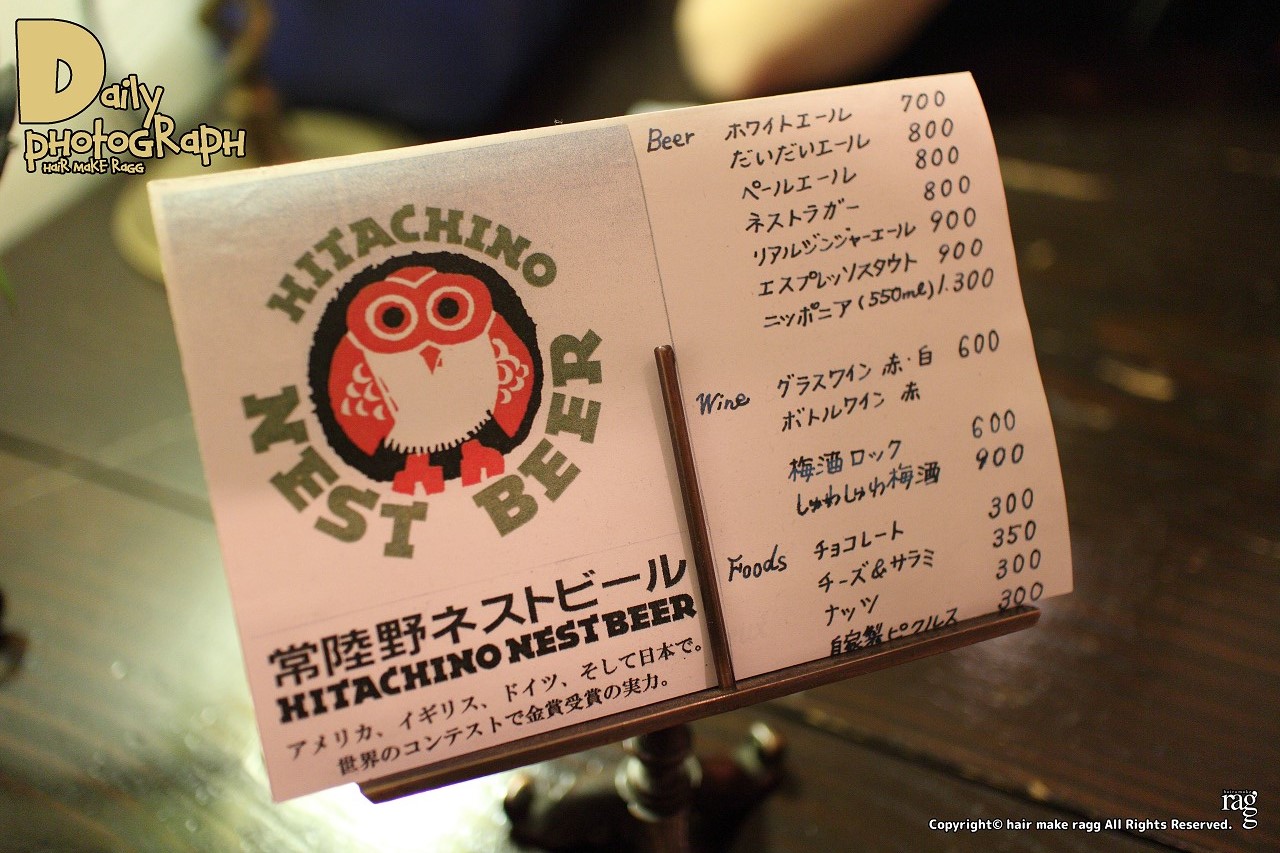 Daily
PHOTOGRAPH
HAIR MAKE RAGG
HITACHINO
NEST BEER
常陸野ネストビール
HITACHINO NEST BEER
アメリカ、イギリス、ドイツ、そして日本で。
世界のコンテストで金賞受賞の実力。
Beer ホワイトエール 700
だいだいエール 800
ペールエール 800
ネストラガー 800
リアルジンジャーエール 900
エスプレッソスタウト 900
ニッポニア(550ml) 1.300
Wine グラスワイン 赤・白 600
ボトルワイン 赤
梅酒ロック 600
しゅわしゅわ梅酒 900
Foods チョコレート 300
チーズ&サラミ 350
ナッツ 300
自家製ピクルス 300
hair & make
rag
Copyright© hair make ragg All Rights Reserved.